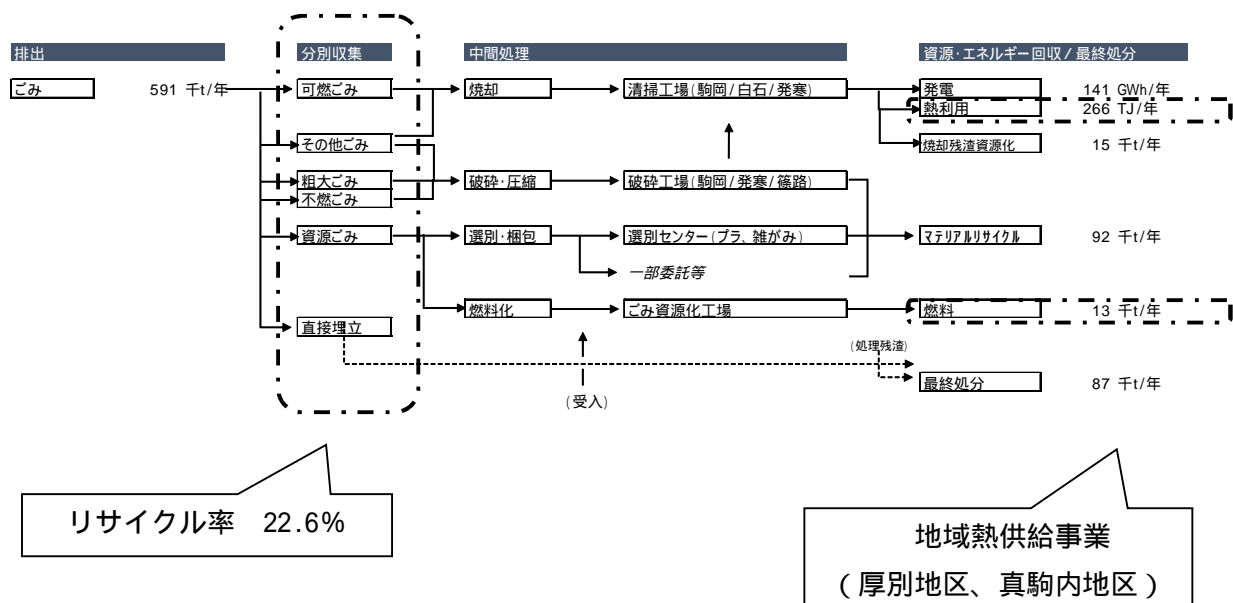 排出 分別収集 中間処理 資源・エネルギー回収/最終処分
ごみ 591 千t/年 可燃ごみ 焼却 清掃工場(駒岡/白石/発寒) 発電 141 GWh/年
熱利用 266 TJ/年
その他ごみ 焼却残渣資源化 15 千t/年
粗大ごみ 破砕・圧縮 破砕工場(駒岡/発寒/篠路)
不燃ごみ
資源ごみ 選別・梱包 選別センター(プラ、雑がみ) マテリアルリサイクル 92 千t/年
一部委託等
燃料化 ごみ資源化工場 燃料 13 千t/年
直接埋立
(処理残渣)
最終処分 87 千t/年
(受入)
リサイクル率 22.6%
地域熱供給事業
(厚別地区、真駒内地区)